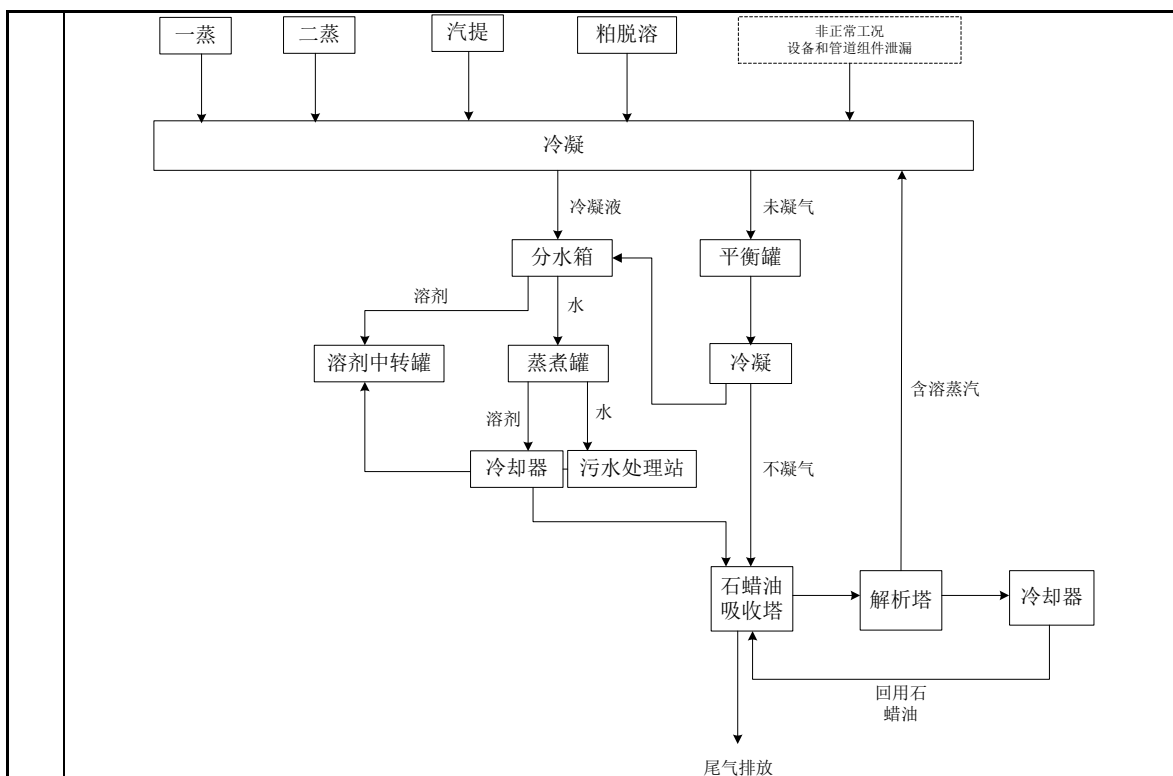 一蒸
二蒸
汽提
粕脱溶
非正常工况
设备和管道组件泄漏
冷凝
冷凝液
未凝气
分水箱
平衡罐
溶剂
水
溶剂中转罐
蒸煮罐
冷凝
含溶蒸汽
溶剂
水
冷却器
污水处理站
不凝气
石蜡油
吸收塔
解析塔
冷却器
回用石
蜡油
尾气排放